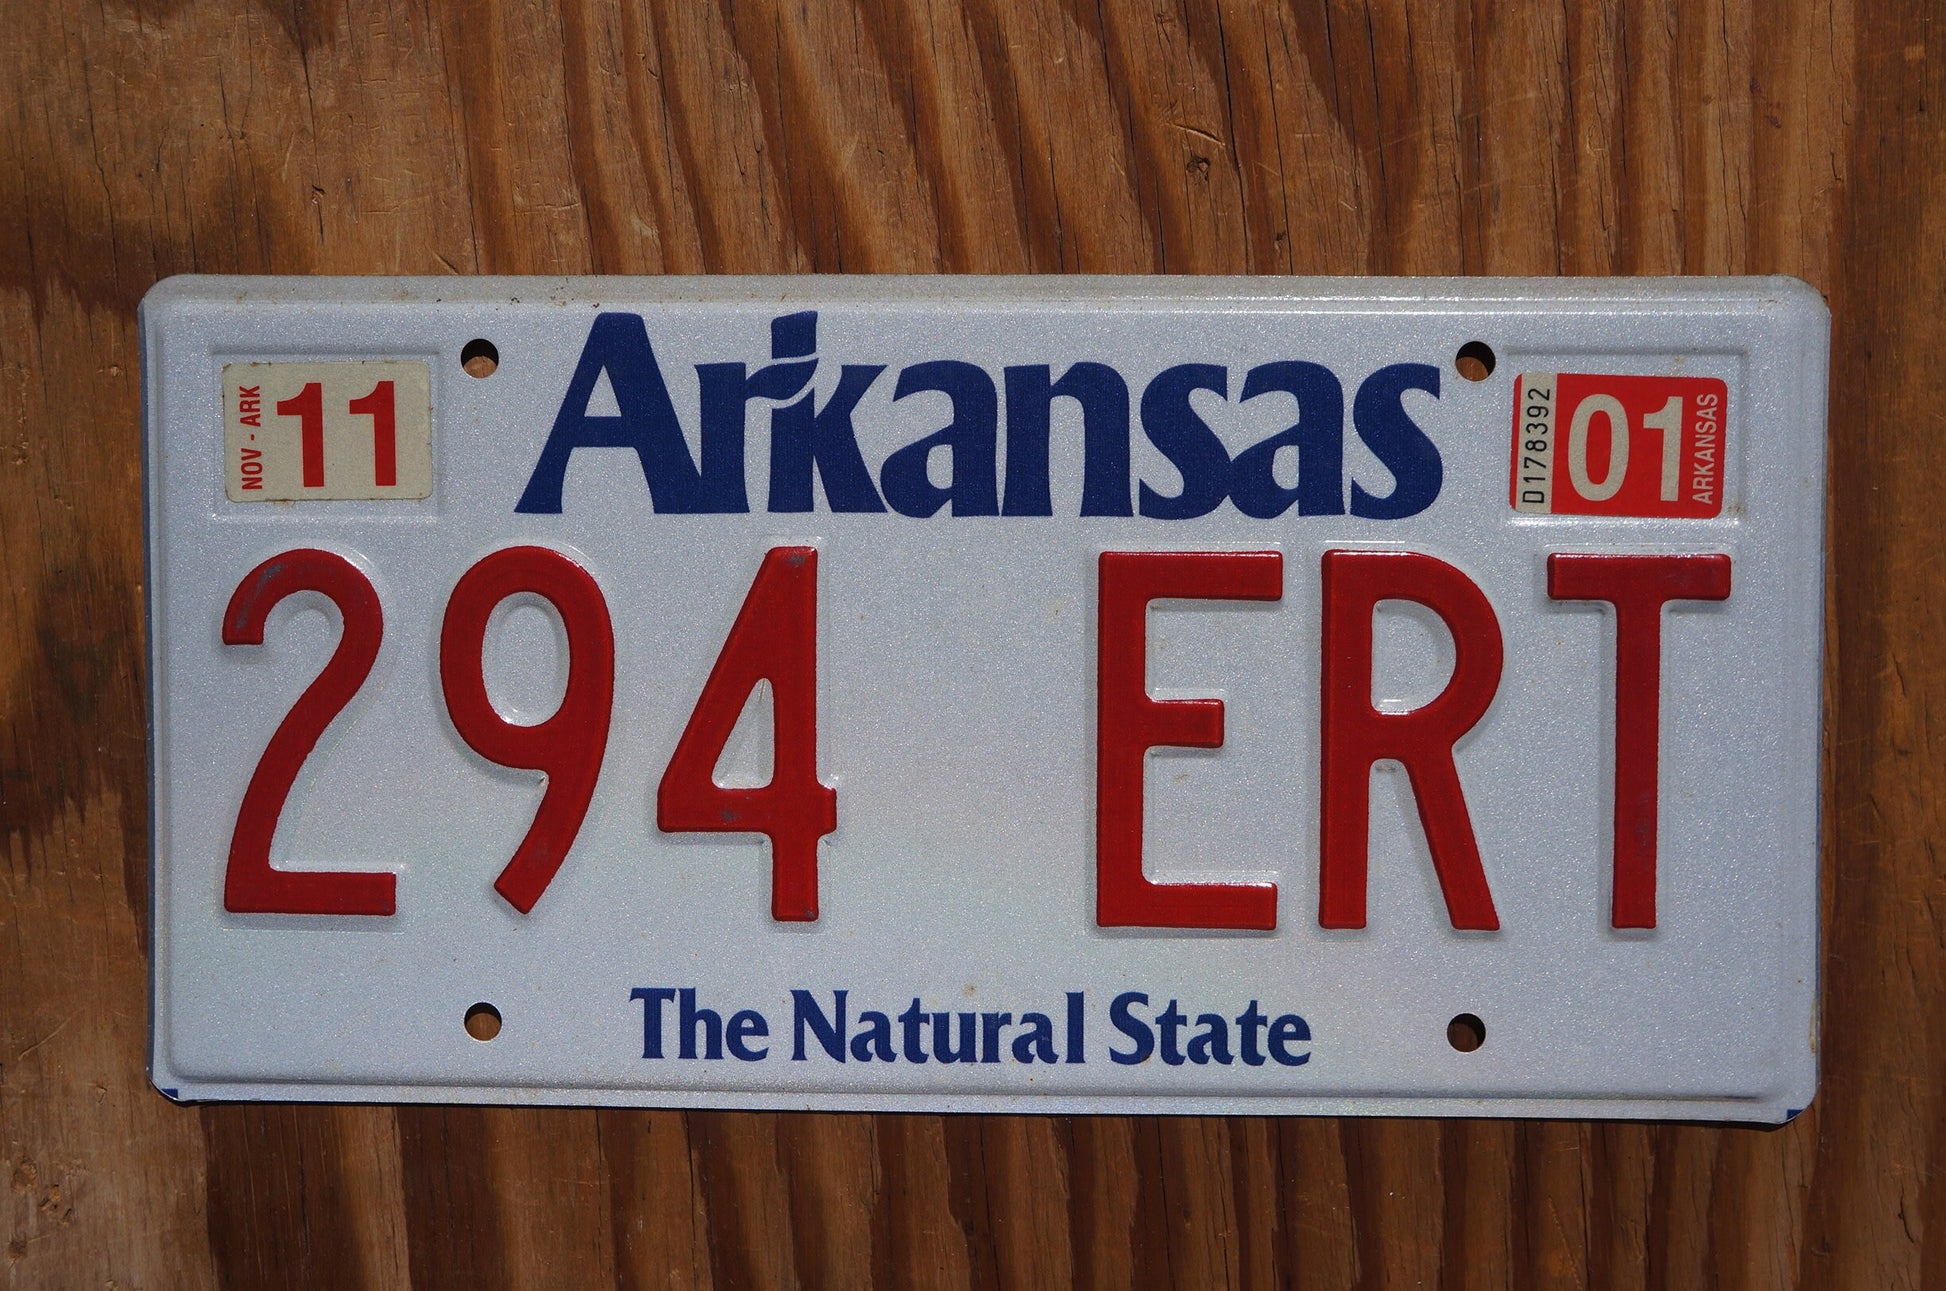 NOV - ARK
11
Arkansas
D178392
01
ARKANSAS
294 ERT
The Natural State